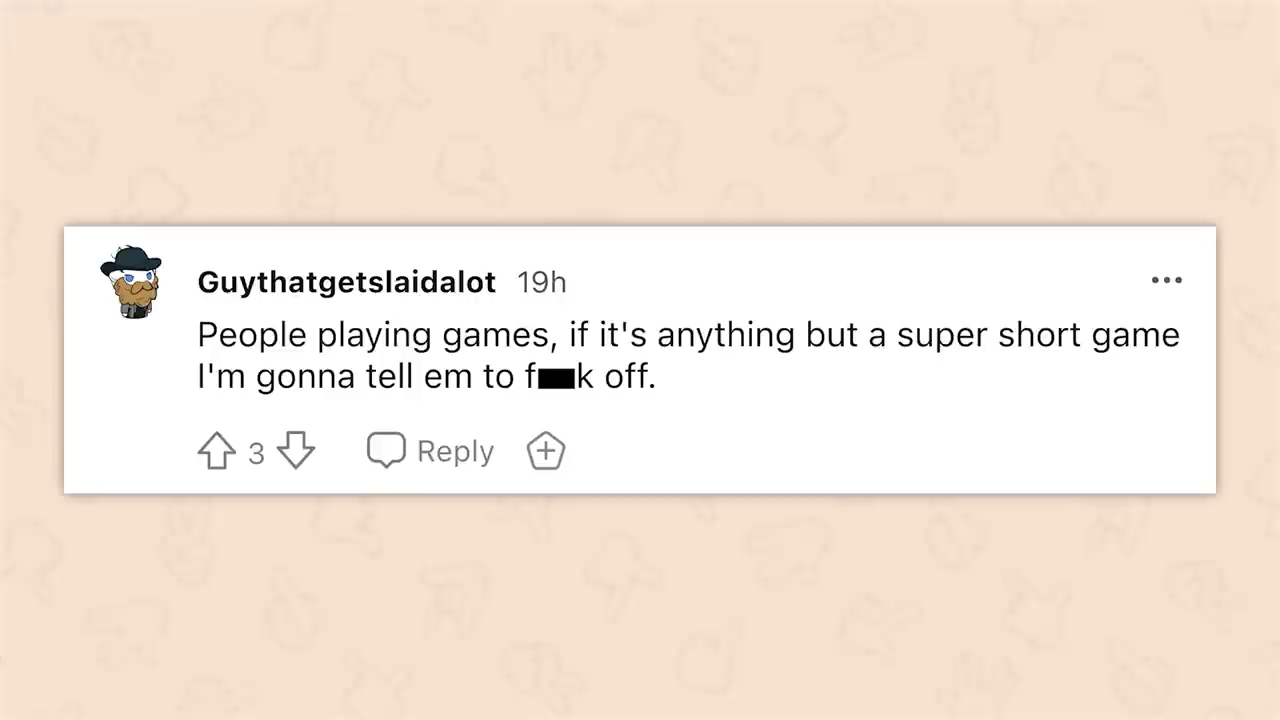 Guythatgetslaidalot 19h
People playing games, if it's anything but a super short game
I'm gonna tell em to f██k off.
3 Reply